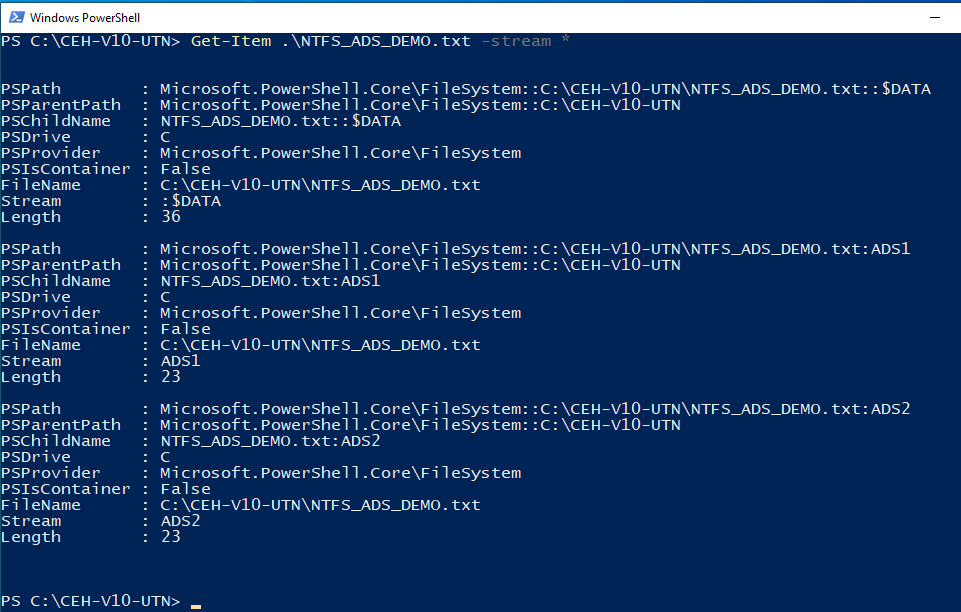 Windows PowerShell
PS C:\CEH-V10-UTN> Get-Item .\NTFS_ADS_DEMO.txt -stream *
PSPath        : Microsoft.PowerShell.Core\FileSystem::C:\CEH-V10-UTN\NTFS_ADS_DEMO.txt::$DATA
PSParentPath  : Microsoft.PowerShell.Core\FileSystem::C:\CEH-V10-UTN
PSChildName   : NTFS_ADS_DEMO.txt::$DATA
PSDrive       : C
PSProvider    : Microsoft.PowerShell.Core\FileSystem
PSIsContainer : False
FileName      : C:\CEH-V10-UTN\NTFS_ADS_DEMO.txt
Stream        : :$DATA
Length        : 36
PSPath        : Microsoft.PowerShell.Core\FileSystem::C:\CEH-V10-UTN\NTFS_ADS_DEMO.txt:ADS1
PSParentPath  : Microsoft.PowerShell.Core\FileSystem::C:\CEH-V10-UTN
PSChildName   : NTFS_ADS_DEMO.txt:ADS1
PSDrive       : C
PSProvider    : Microsoft.PowerShell.Core\FileSystem
PSIsContainer : False
FileName      : C:\CEH-V10-UTN\NTFS_ADS_DEMO.txt
Stream        : ADS1
Length        : 23
PSPath        : Microsoft.PowerShell.Core\FileSystem::C:\CEH-V10-UTN\NTFS_ADS_DEMO.txt:ADS2
PSParentPath  : Microsoft.PowerShell.Core\FileSystem::C:\CEH-V10-UTN
PSChildName   : NTFS_ADS_DEMO.txt:ADS2
PSDrive       : C
PSProvider    : Microsoft.PowerShell.Core\FileSystem
PSIsContainer : False
FileName      : C:\CEH-V10-UTN\NTFS_ADS_DEMO.txt
Stream        : ADS2
Length        : 23
PS C:\CEH-V10-UTN> _